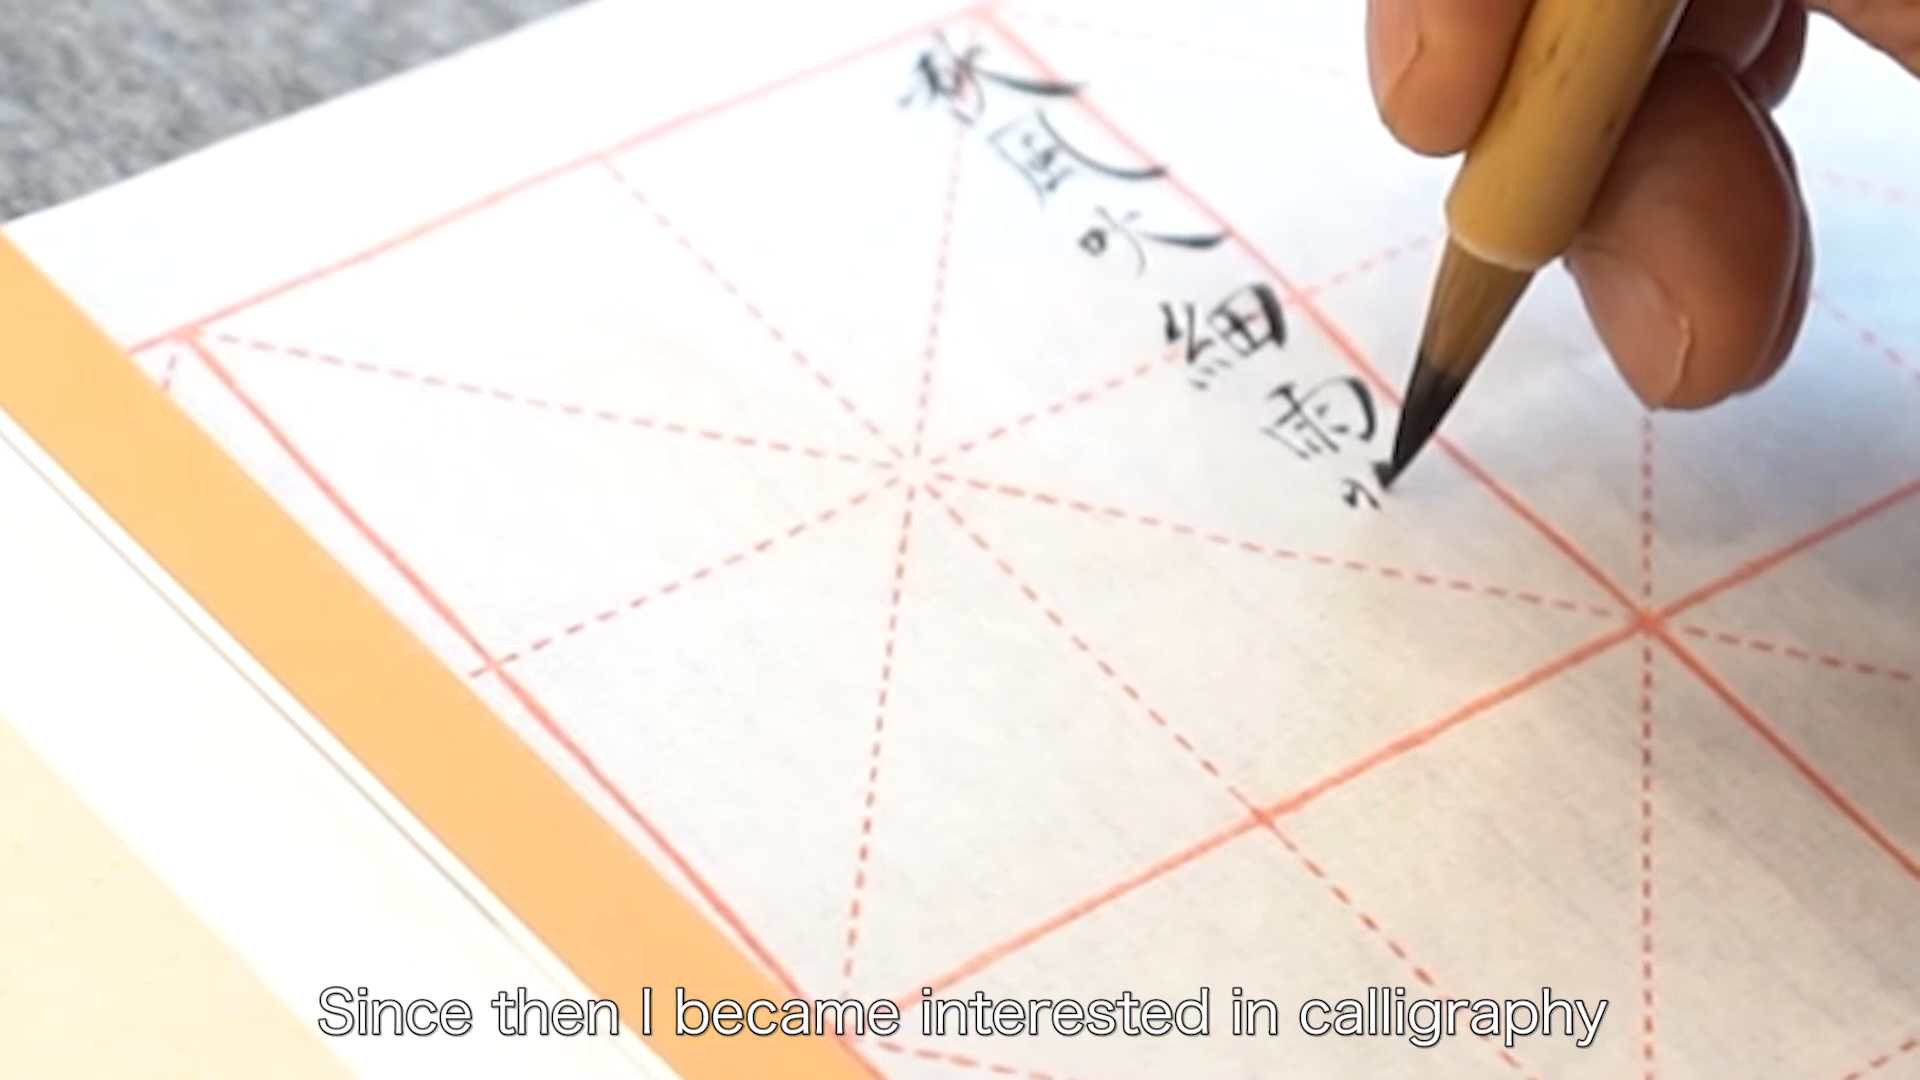 秋風吹細雨
Since then I became interested in calligraphy